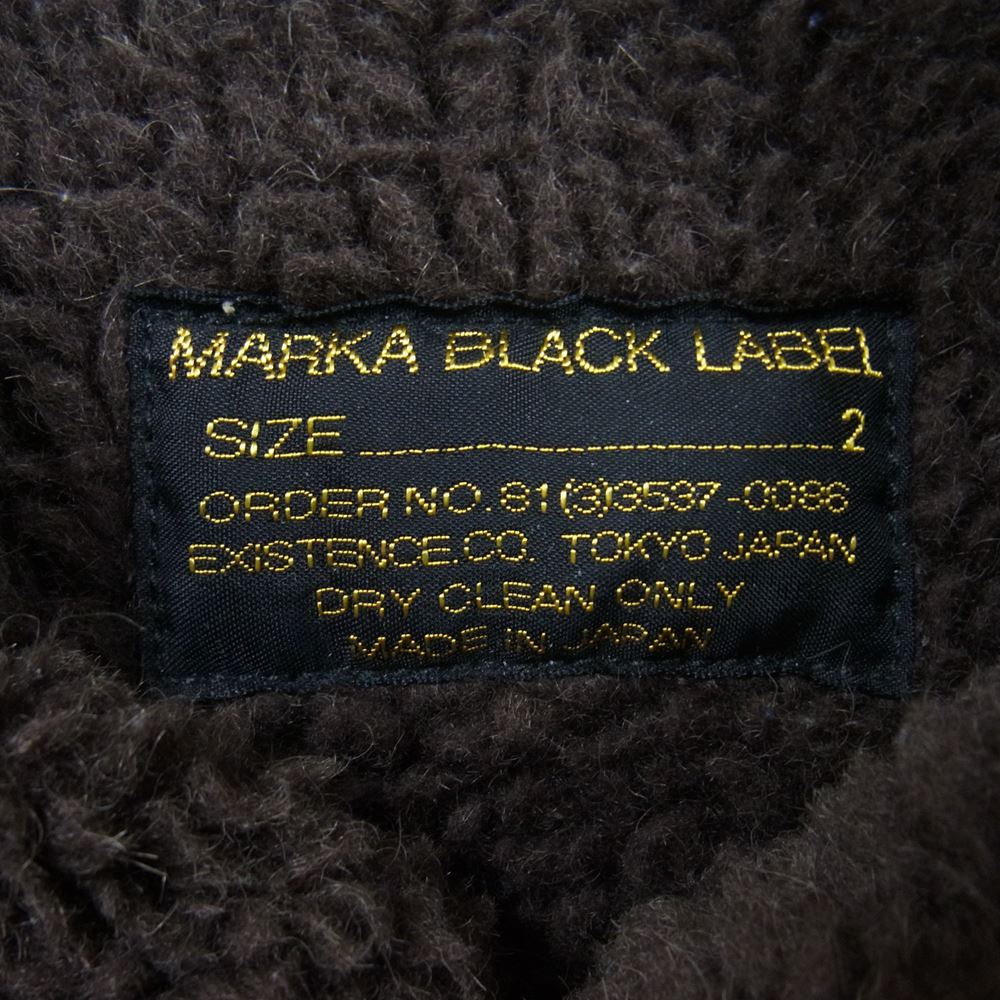 MARKA BLACK LABEL
SIZE 2
ORDER NO. 81(3)3537-0086
EXISTENCE.CO. TOKYO JAPAN
DRY CLEAN ONLY
MADE IN JAPAN